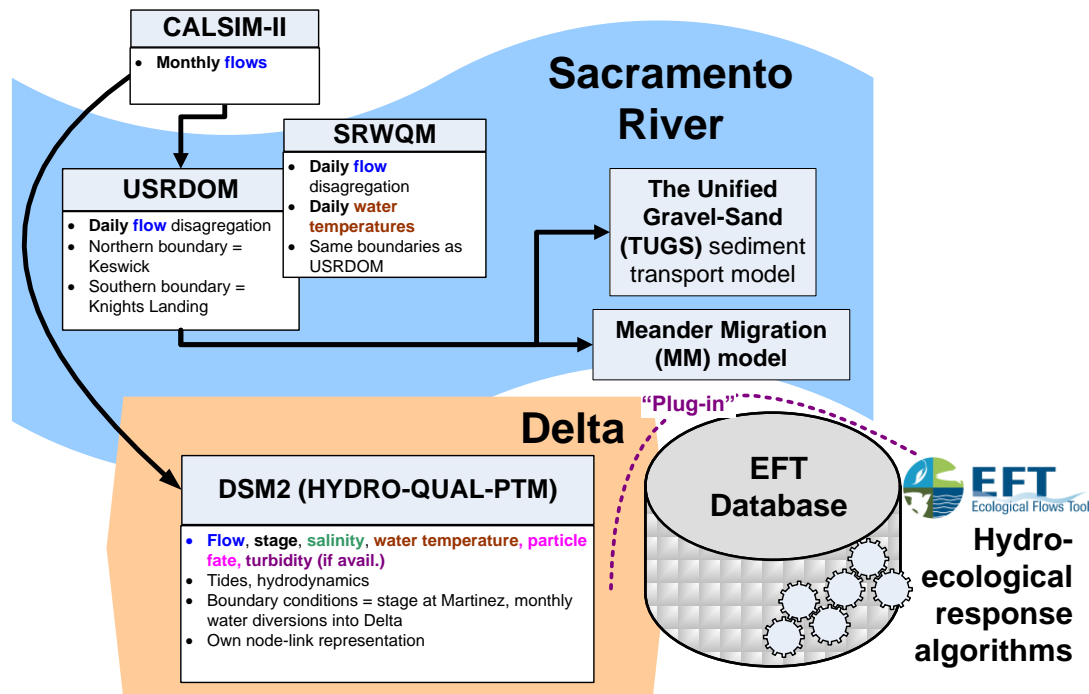 CALSIM-II
• Monthly flows
Sacramento
River
SRWQM
• Daily flow
disagregation
• Daily water
temperatures
• Same boundaries as
USRDOM
USRDOM
• Daily flow disagregation
• Northern boundary =
Keswick
• Southern boundary =
Knights Landing
The Unified
Gravel-Sand
(TUGS) sediment
transport model
Meander Migration
(MM) model
“Plug-in”
Delta
DSM2 (HYDRO-QUAL-PTM)
• Flow, stage, salinity, water temperature, particle
fate, turbidity (if avail.)
• Tides, hydrodynamics
• Boundary conditions = stage at Martinez, monthly
water diversions into Delta
• Own node-link representation
EFT
Database
EFT
Ecological Flows Tool
Hydro-
ecological
response
algorithms